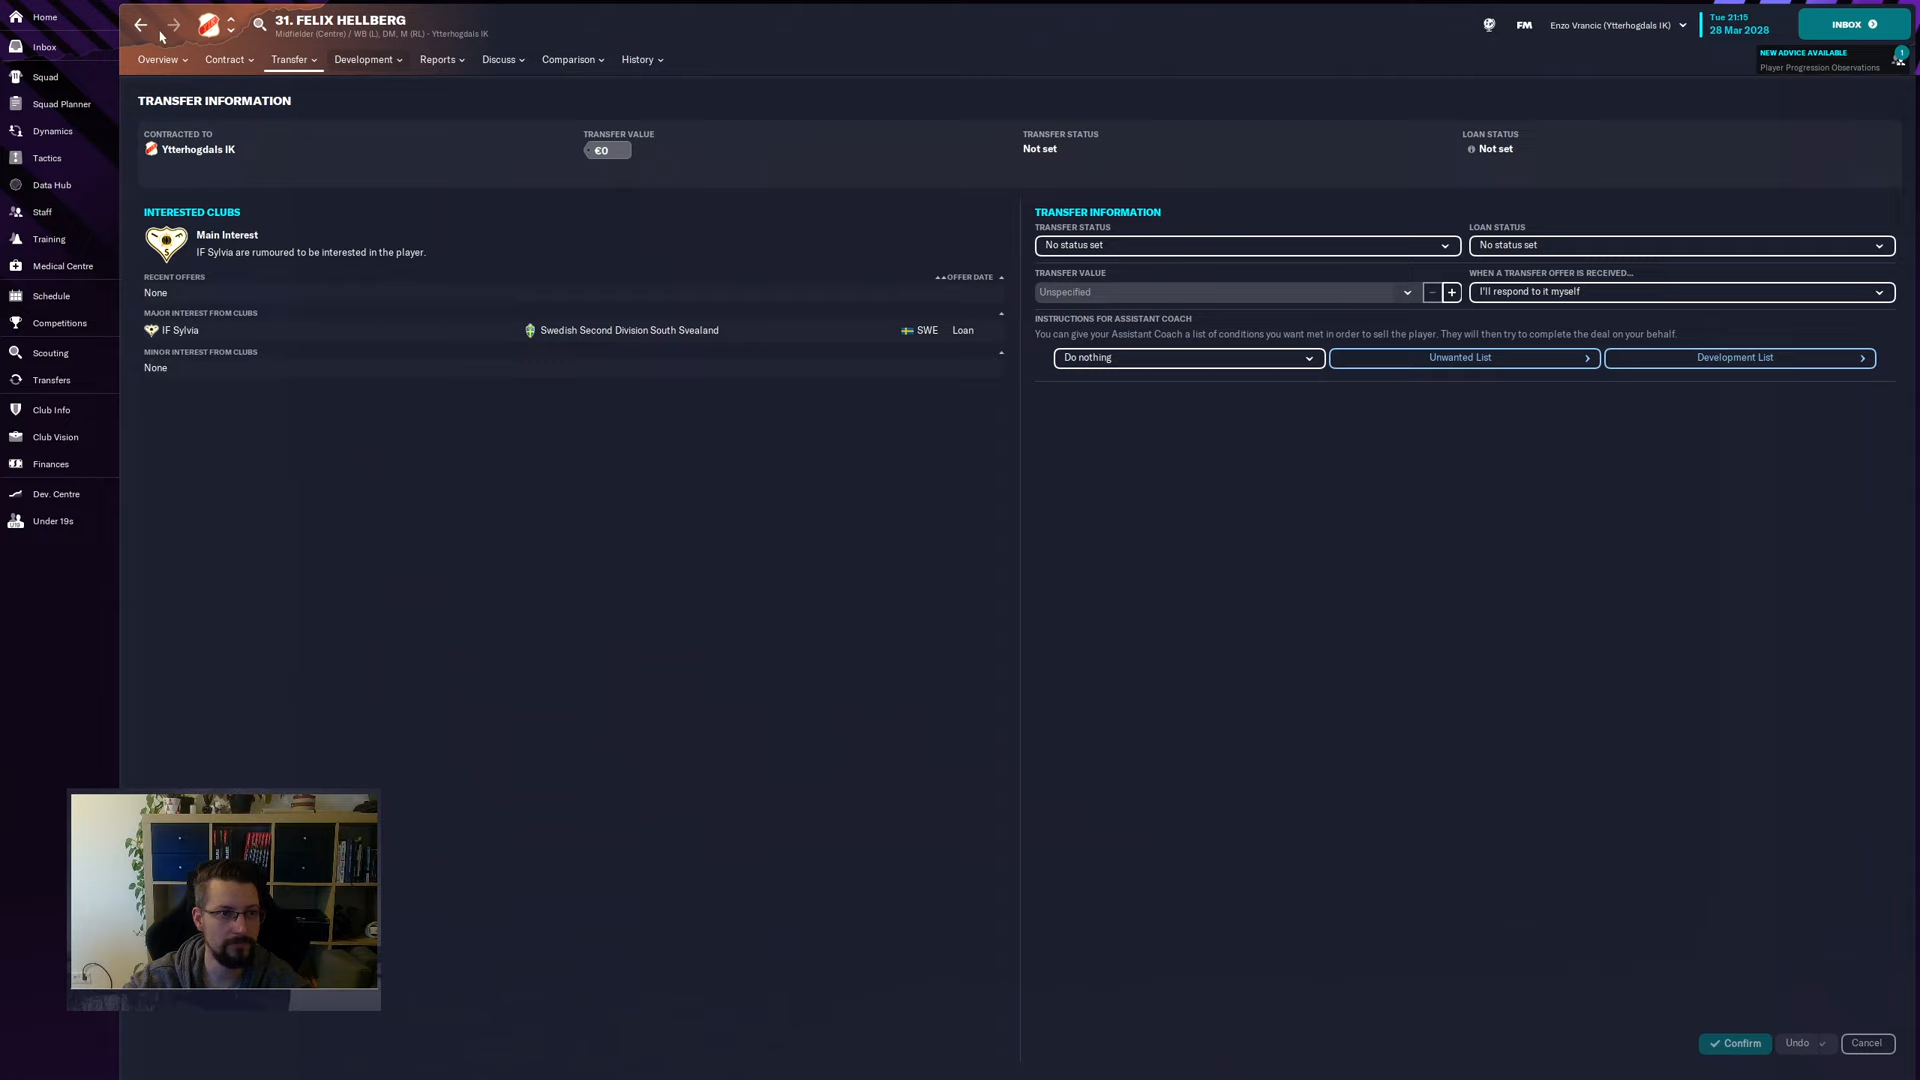 Home
Inbox
Squad
Squad Planner
Dynamics
Tactics
Data Hub
Staff
Training
Medical Centre
Schedule
Competitions
Scouting
Transfers
Club Info
Club Vision
Finances
Dev. Centre
Under 19s
31. FELIX HELLBERG
Midfielder (Centre) / WB (L), DM, M (RL) - Ytterhogdals IK
FM
Enzo Vrancic (Ytterhogdals IK)
Tue 21:15
28 Mar 2028
INBOX
Overview
Contract
Transfer
Development
Reports
Discuss
Comparison
History
NEW ADVICE AVAILABLE
1
Player Progression Observations
TRANSFER INFORMATION
CONTRACTED TO
Ytterhogdals IK
TRANSFER VALUE
€0
TRANSFER STATUS
Not set
LOAN STATUS
Not set
INTERESTED CLUBS
Main Interest
IF Sylvia are rumoured to be interested in the player.
RECENT OFFERS
OFFER DATE
None
MAJOR INTEREST FROM CLUBS
IF Sylvia
Swedish Second Division South Svealand
SWE
Loan
MINOR INTEREST FROM CLUBS
None
TRANSFER INFORMATION
TRANSFER STATUS
No status set
LOAN STATUS
No status set
TRANSFER VALUE
Unspecified
WHEN A TRANSFER OFFER IS RECEIVED...
I'll respond to it myself
INSTRUCTIONS FOR ASSISTANT COACH
You can give your Assistant Coach a list of conditions you want met in order to sell the player. They will then try to complete the deal on your behalf.
Do nothing
Unwanted List
Development List
Confirm
Undo
Cancel